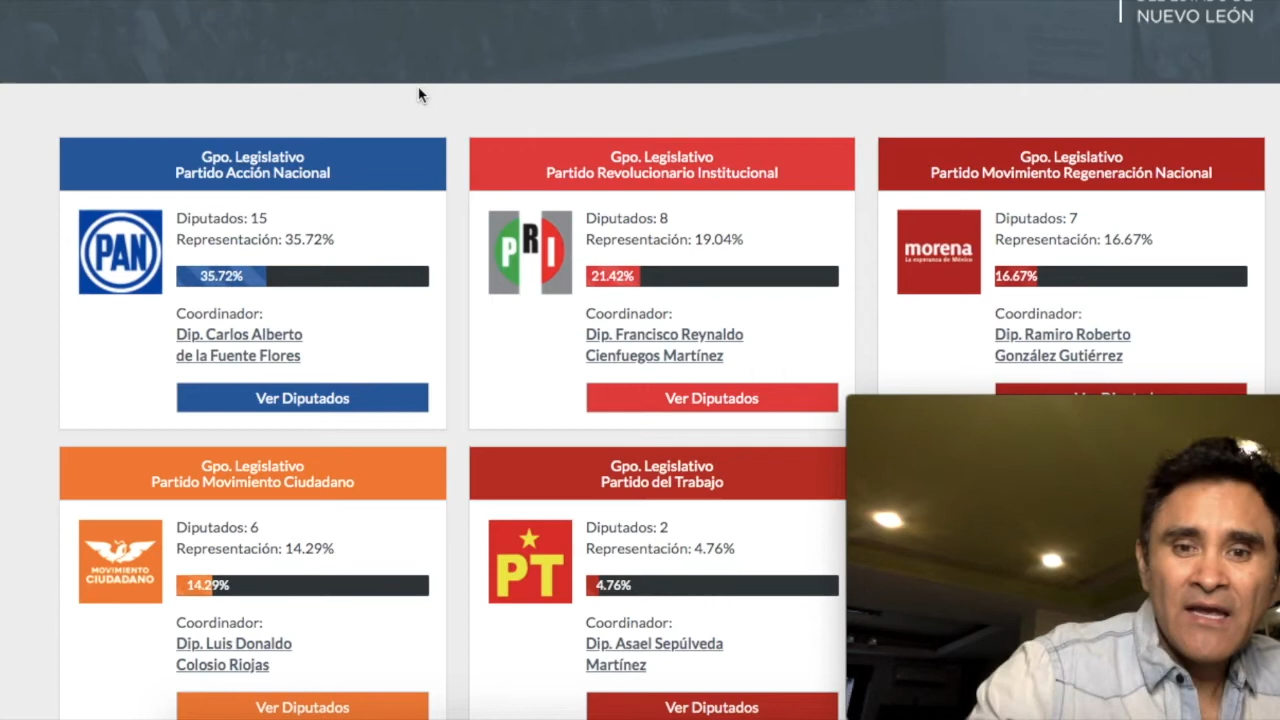 NUEVO LEÓN
Gpo. Legislativo
Partido Acción Nacional
PAN
Diputados: 15
Representación: 35.72%
35.72%
Coordinador:
Dip. Carlos Alberto
de la Fuente Flores
Ver Diputados
Gpo. Legislativo
Partido Revolucionario Institucional
PRI
Diputados: 8
Representación: 19.04%
21.42%
Coordinador:
Dip. Francisco Reynaldo
Cienfuegos Martínez
Ver Diputados
Gpo. Legislativo
Partido Movimiento Regeneración Nacional
morena
La esperanza de México
Diputados: 7
Representación: 16.67%
16.67%
Coordinador:
Dip. Ramiro Roberto
González Gutiérrez
Gpo. Legislativo
Partido Movimiento Ciudadano
MOVIMIENTO
CIUDADANO
Diputados: 6
Representación: 14.29%
14.29%
Coordinador:
Dip. Luis Donaldo
Colosio Riojas
Ver Diputados
Gpo. Legislativo
Partido del Trabajo
PT
Diputados: 2
Representación: 4.76%
4.76%
Coordinador:
Dip. Asael Sepúlveda
Martínez
Ver Diputados